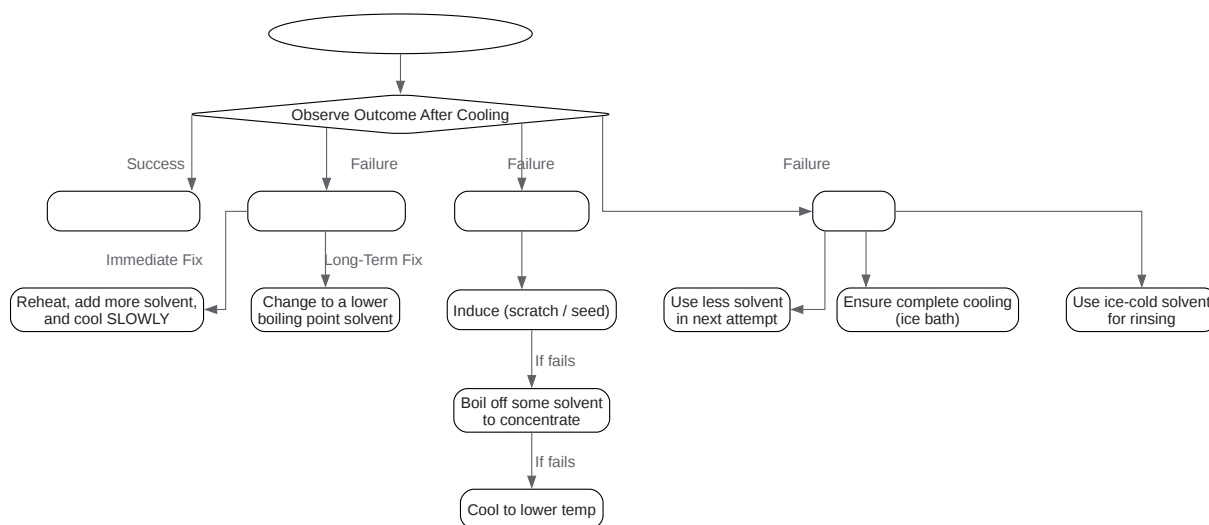 Observe Outcome After Cooling
Success
Failure
Failure
Failure
Immediate Fix
Long-Term Fix
Reheat, add more solvent,
and cool SLOWLY
Change to a lower
boiling point solvent
Induce (scratch / seed)
Use less solvent
in next attempt
Ensure complete cooling
(ice bath)
Use ice-cold solvent
for rinsing
If fails
Boil off some solvent
to concentrate
If fails
Cool to lower temp